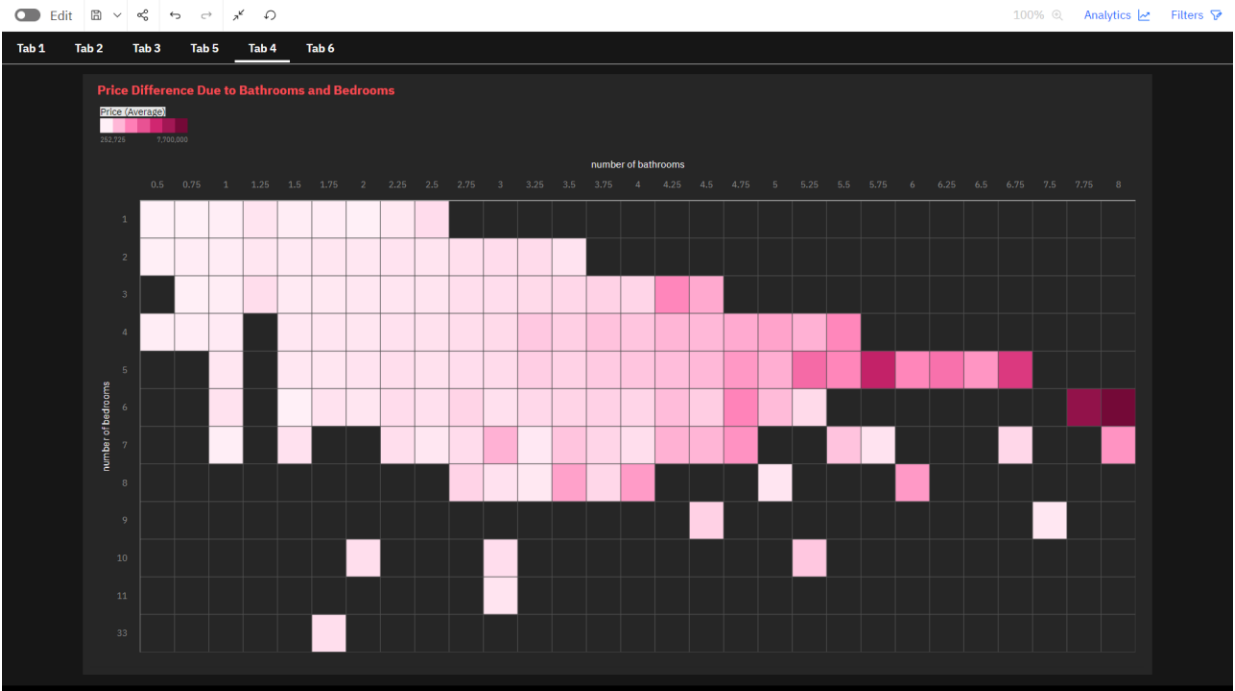 Edit 100% Analytics Filters
Tab 1 Tab 2 Tab 3 Tab 5 Tab 4 Tab 6
Price Difference Due to Bathrooms and Bedrooms
Price (Average)
282,726 7,700,000
number of bathrooms
0.5 0.75 1 1.25 1.5 1.75 2 2.25 2.5 2.75 3 3.25 3.5 3.75 4 4.25 4.5 4.75 5 5.25 5.5 5.75 6 6.25 6.5 6.75 7.5 7.75 8
number of bedrooms
1
2
3
4
5
6
7
8
9
10
11
33